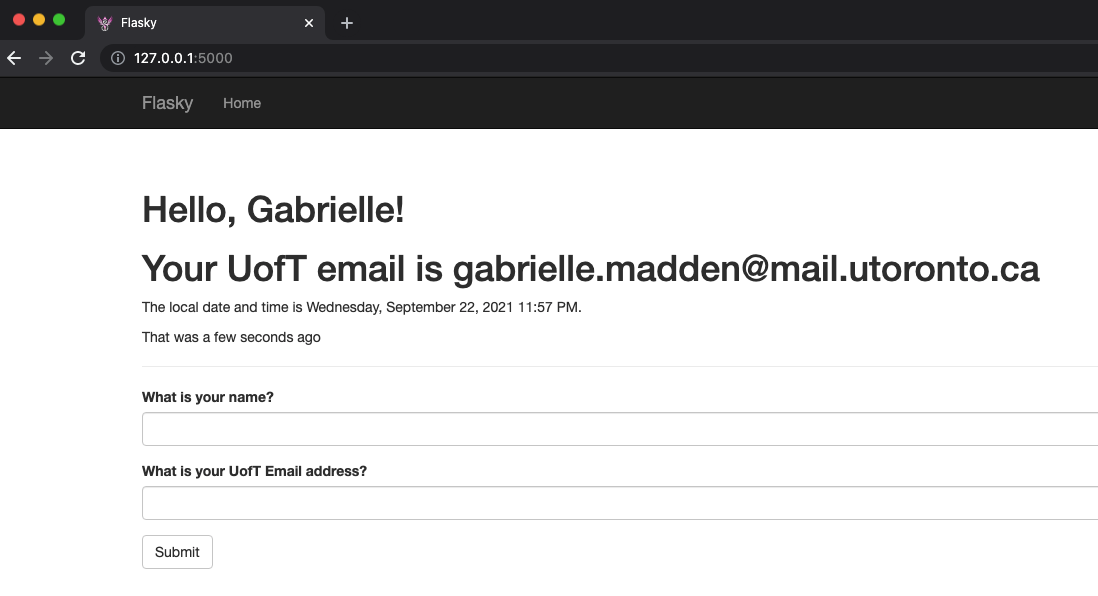 Flasky
127.0.0.1:5000
Flasky Home
Hello, Gabrielle!
Your UofT email is gabrielle.madden@mail.utoronto.ca
The local date and time is Wednesday, September 22, 2021 11:57 PM.
That was a few seconds ago
What is your name?
What is your UofT Email address?
Submit